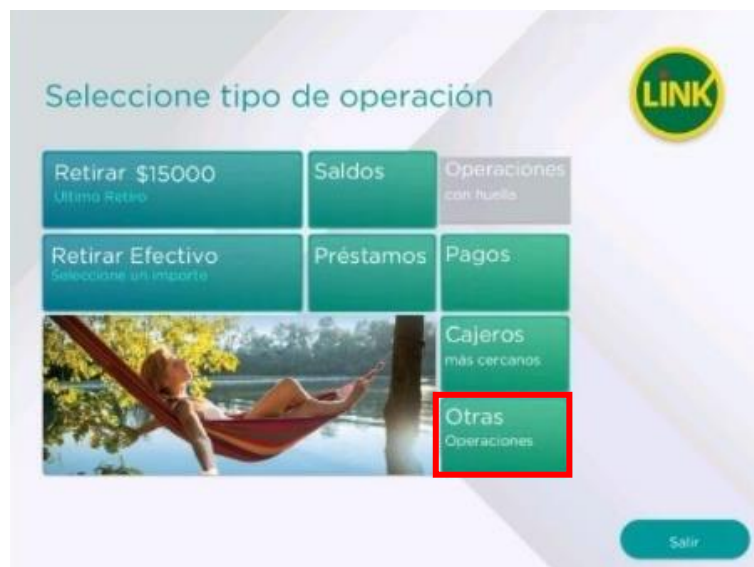 Seleccione tipo de operación
LINK
Retirar $15000
Ultimo Retiro
Saldos
Operaciones
con huella
Retirar Efectivo
Seleccione un importe
Préstamos
Pagos
Cajeros
más cercanos
Otras
Operaciones
Salir